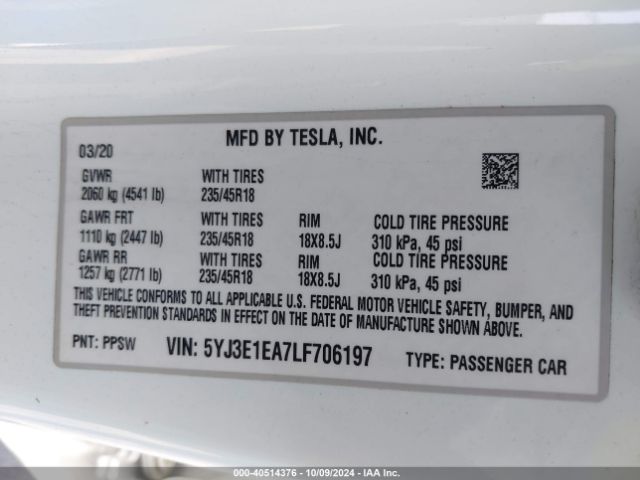 MFD BY TESLA, INC.
03/20
GVWR WITH TIRES
2060 kg (4541 lb) 235/45R18
GAWR FRT WITH TIRES RIM COLD TIRE PRESSURE
1110 kg (2447 lb) 235/45R18 18X8.5J 310 kPa, 45 psi
GAWR RR WITH TIRES RIM COLD TIRE PRESSURE
1257 kg (2771 lb) 235/45R18 18X8.5J 310 kPa, 45 psi
THIS VEHICLE CONFORMS TO ALL APPLICABLE U.S. FEDERAL MOTOR VEHICLE SAFETY, BUMPER, AND
THEFT PREVENTION STANDARDS IN EFFECT ON THE DATE OF MANUFACTURE SHOWN ABOVE.
PNT: PPSW VIN: 5YJ3E1EA7LF706197 TYPE: PASSENGER CAR
000-40514376 - 10/09/2024 - IAAI.COM